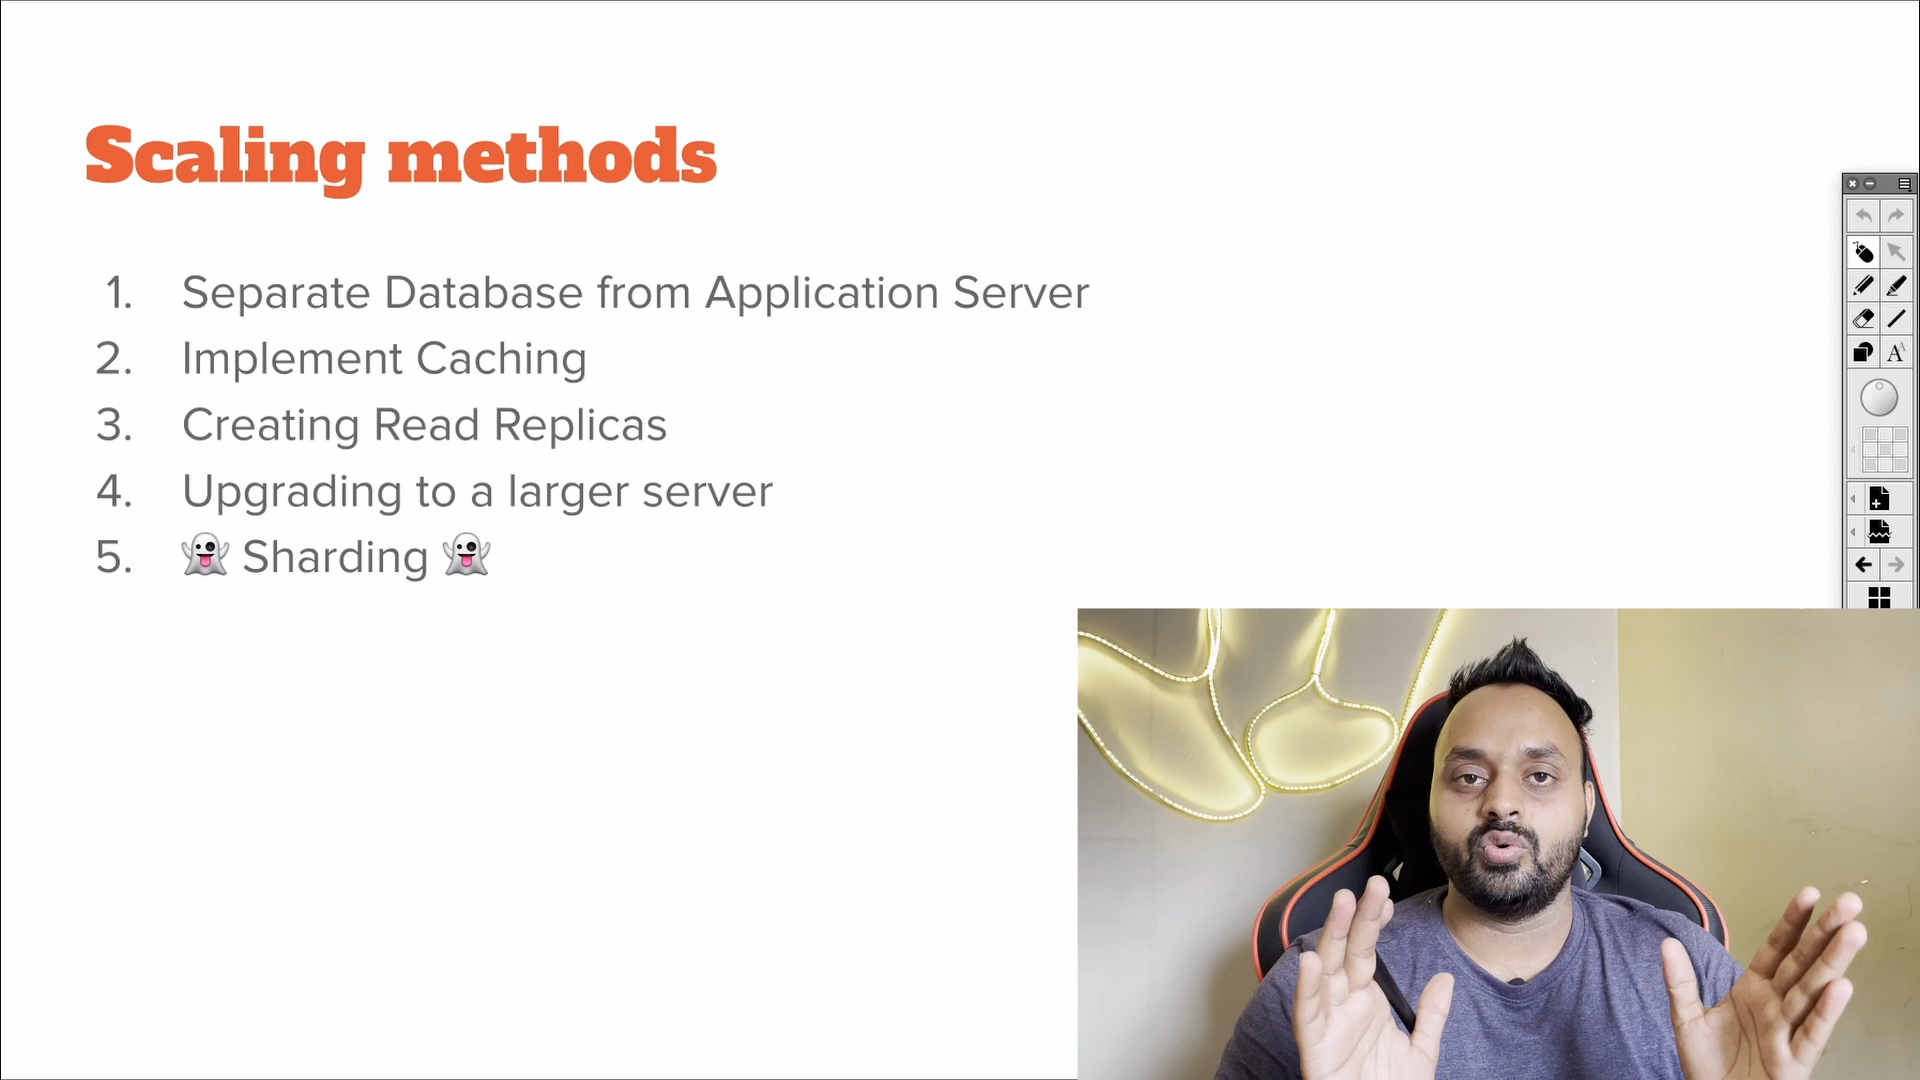 Scaling methods
1. Separate Database from Application Server
2. Implement Caching
3. Creating Read Replicas
4. Upgrading to a larger server
5. 👻 Sharding 👻
A A